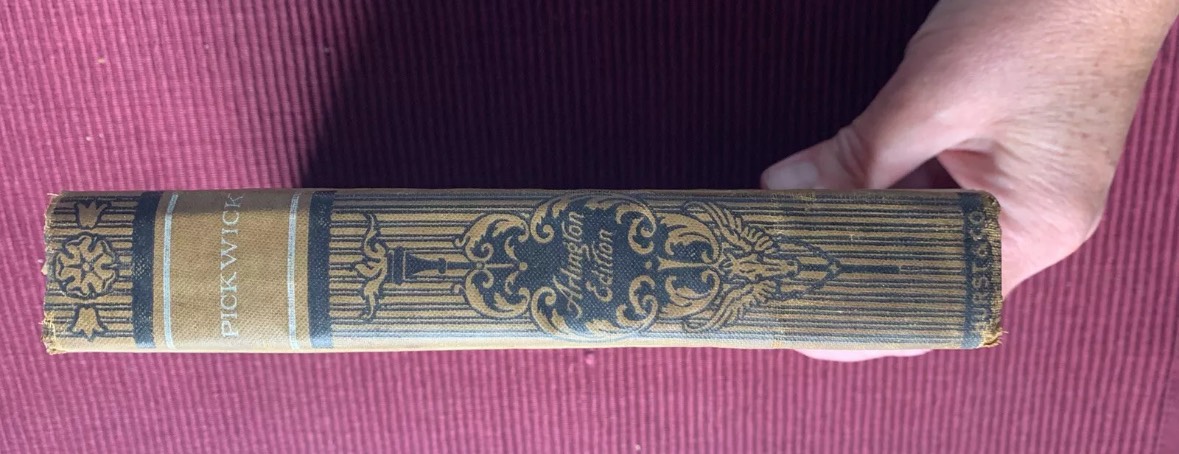 PICKWICK
Arlington
Edition
HURST & CO.